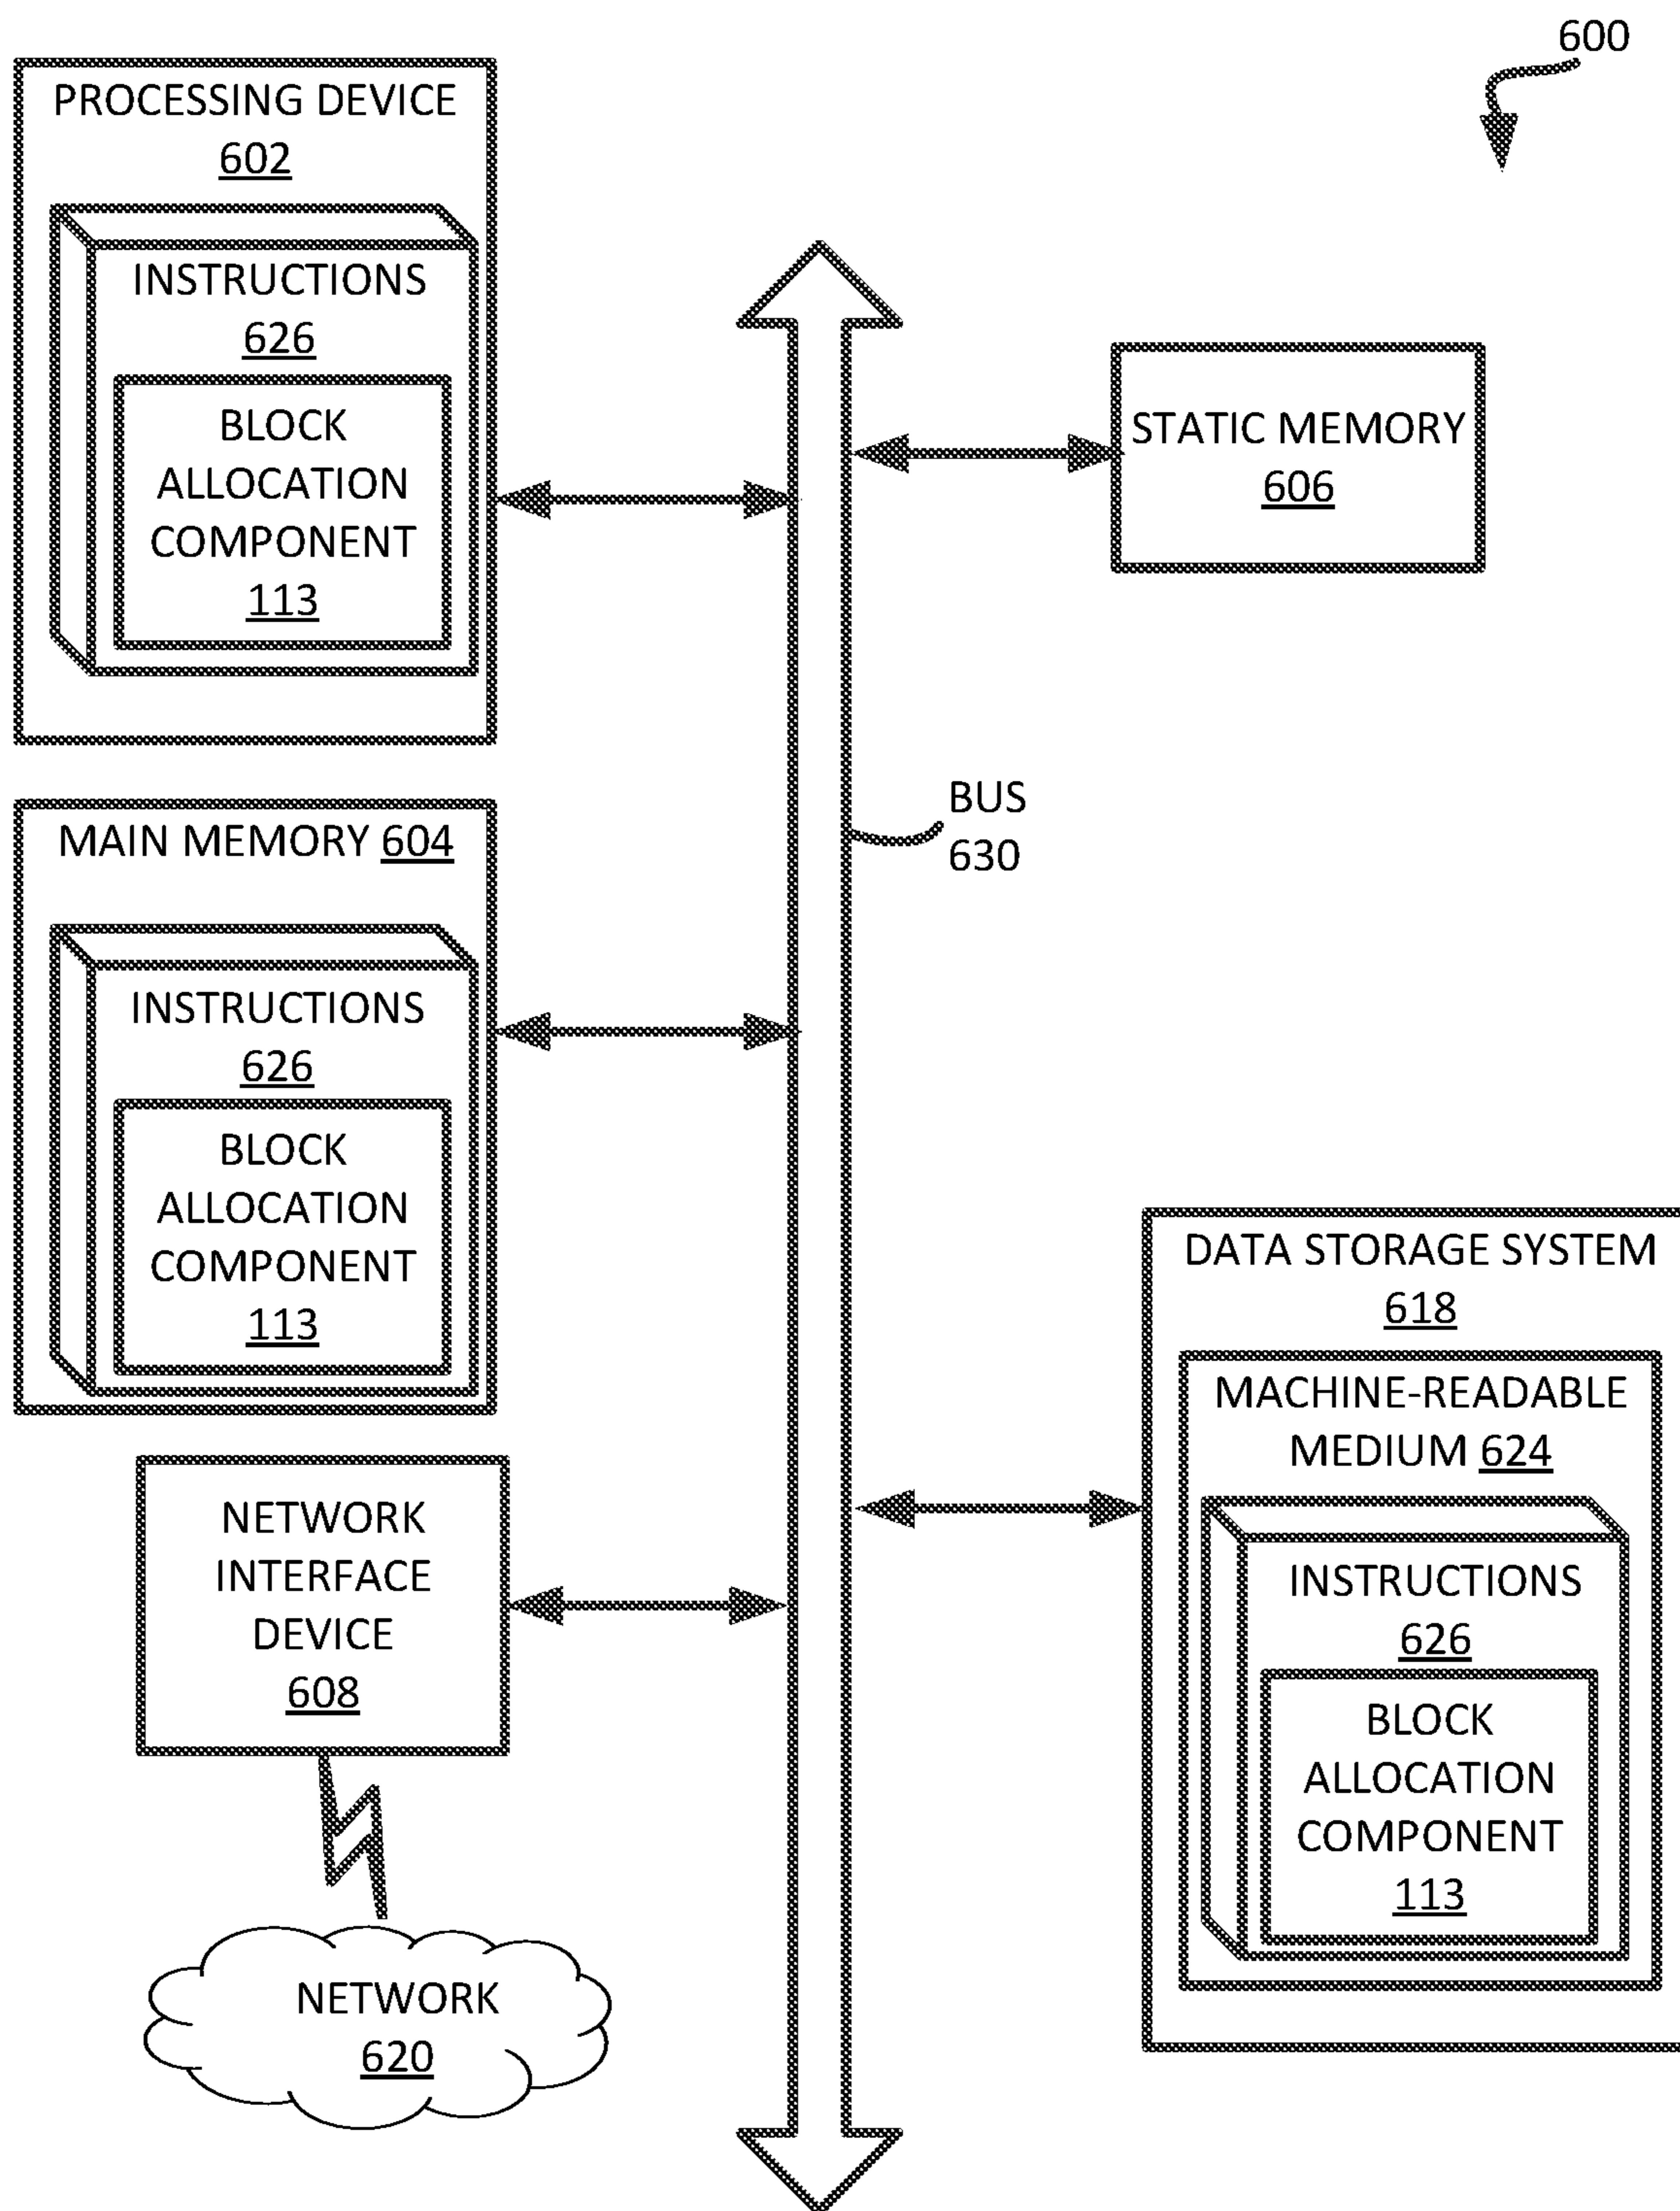 600
PROCESSING DEVICE
602
INSTRUCTIONS
626
BLOCK
ALLOCATION
COMPONENT
113
STATIC MEMORY
606
BUS
630
MAIN MEMORY 604
INSTRUCTIONS
626
BLOCK
ALLOCATION
COMPONENT
113
DATA STORAGE SYSTEM
618
MACHINE-READABLE
MEDIUM 624
INSTRUCTIONS
626
BLOCK
ALLOCATION
COMPONENT
113
NETWORK
INTERFACE
DEVICE
608
NETWORK
620